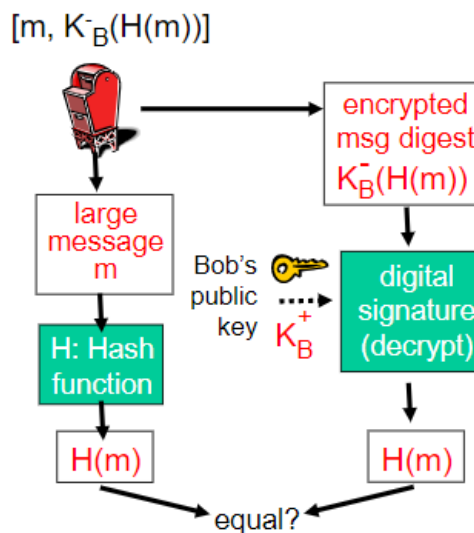 [m, K⁻B(H(m))]
encrypted
msg digest
K⁻B(H(m))
large
message
m
Bob's
public
key
K⁺B
digital
signature
(decrypt)
H: Hash
function
H(m)
H(m)
equal?